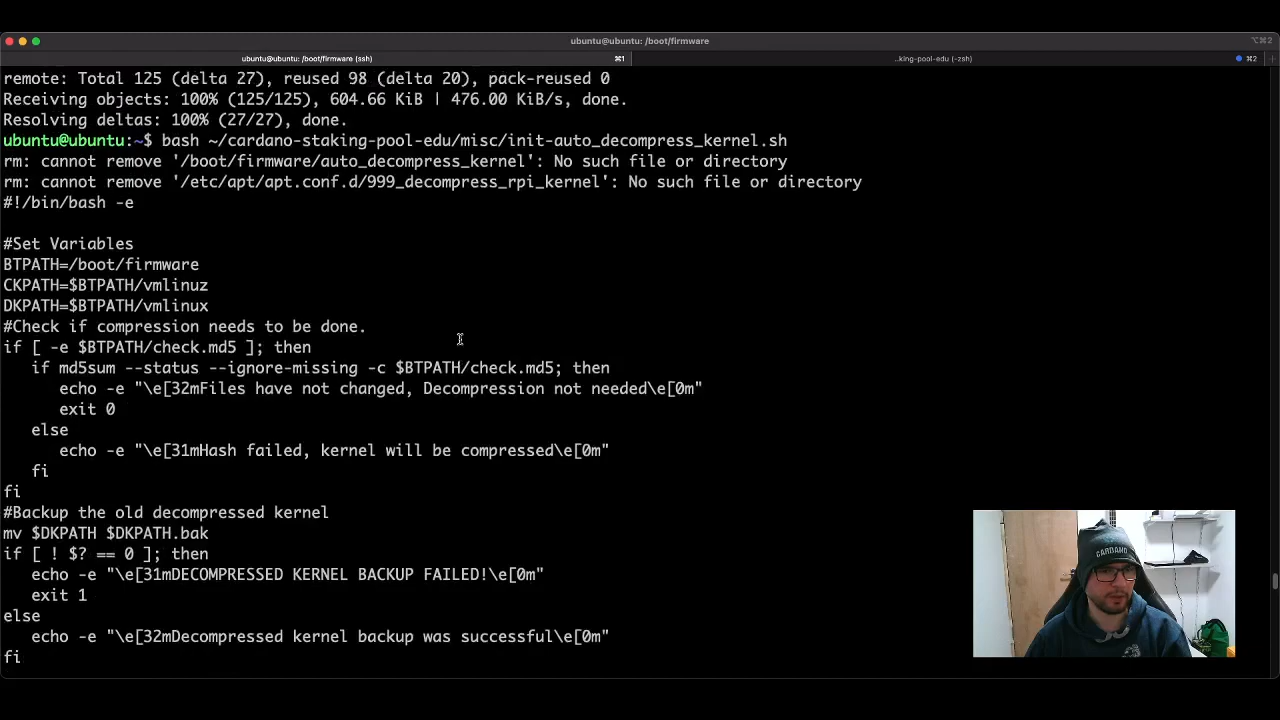 ubuntu@ubuntu: /boot/firmware
⌥⌘2
ubuntu@ubuntu: /boot/firmware (ssh)
⌘1
..king-pool-edu (-zsh)
⌘2
remote: Total 125 (delta 27), reused 98 (delta 20), pack-reused 0
Receiving objects: 100% (125/125), 604.66 KiB | 476.00 KiB/s, done.
Resolving deltas: 100% (27/27), done.
ubuntu@ubuntu:~$ bash ~/cardano-staking-pool-edu/misc/init-auto_decompress_kernel.sh
rm: cannot remove '/boot/firmware/auto_decompress_kernel': No such file or directory
rm: cannot remove '/etc/apt/apt.conf.d/999_decompress_rpi_kernel': No such file or directory
#!/bin/bash -e
#Set Variables
BTPATH=/boot/firmware
CKPATH=$BTPATH/vmlinuz
DKPATH=$BTPATH/vmlinux
#Check if compression needs to be done.
if [ -e $BTPATH/check.md5 ]; then
if md5sum --status --ignore-missing -c $BTPATH/check.md5; then
echo -e "\e[32mFiles have not changed, Decompression not needed\e[0m"
exit 0
else
echo -e "\e[31mHash failed, kernel will be compressed\e[0m"
fi
fi
#Backup the old decompressed kernel
mv $DKPATH $DKPATH.bak
if [ ! $? == 0 ]; then
echo -e "\e[31mDECOMPRESSED KERNEL BACKUP FAILED!\e[0m"
exit 1
else
echo -e "\e[32mDecompressed kernel backup was successful\e[0m"
fi
CARDANO